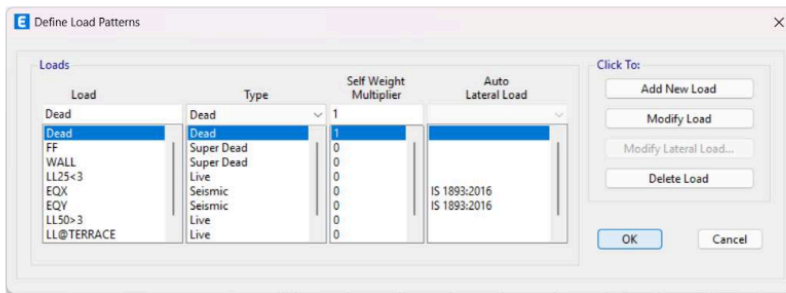 E Define Load Patterns
Loads
Click To:
Load Type Self Weight Multiplier Auto Lateral Load
Dead Dead 1
Dead Dead 1
FF Super Dead 0
WALL Super Dead 0
LL25<3 Live 0
EQX Seismic 0 IS 1893:2016
EQY Seismic 0 IS 1893:2016
LL50>3 Live 0
LL@TERRACE Live 0
Add New Load
Modify Load
Modify Lateral Load...
Delete Load
OK Cancel